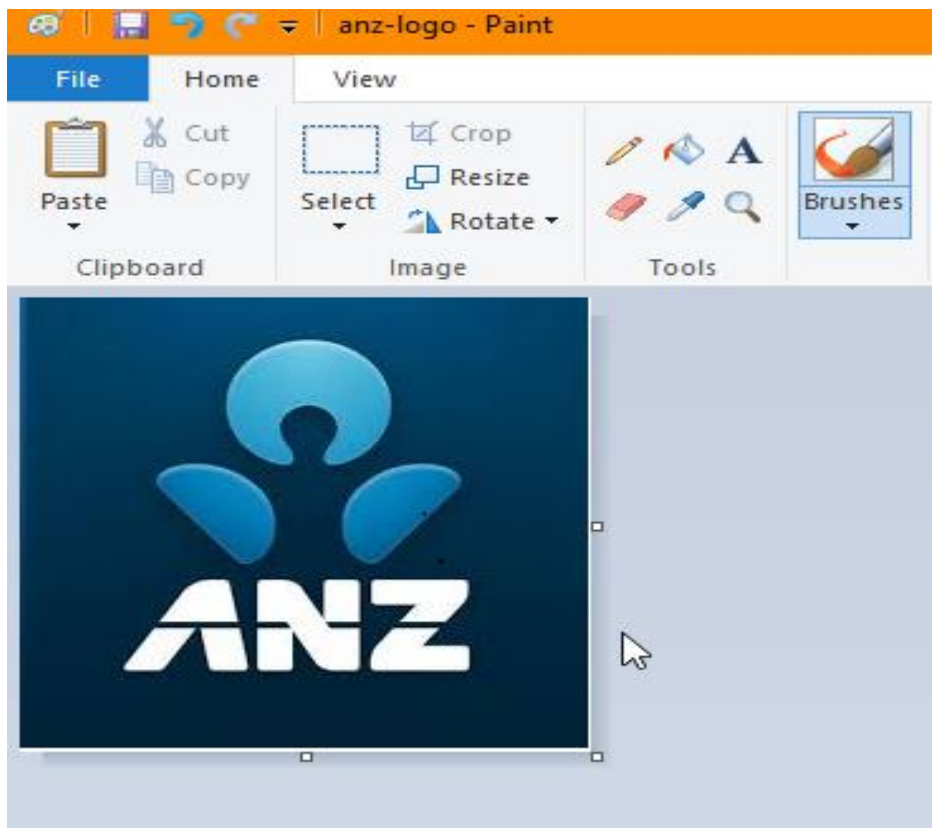 anz-logo - Paint
File Home View
Cut Crop
Copy Resize
Paste Select Rotate Brushes
Clipboard Image Tools
A
ANZ